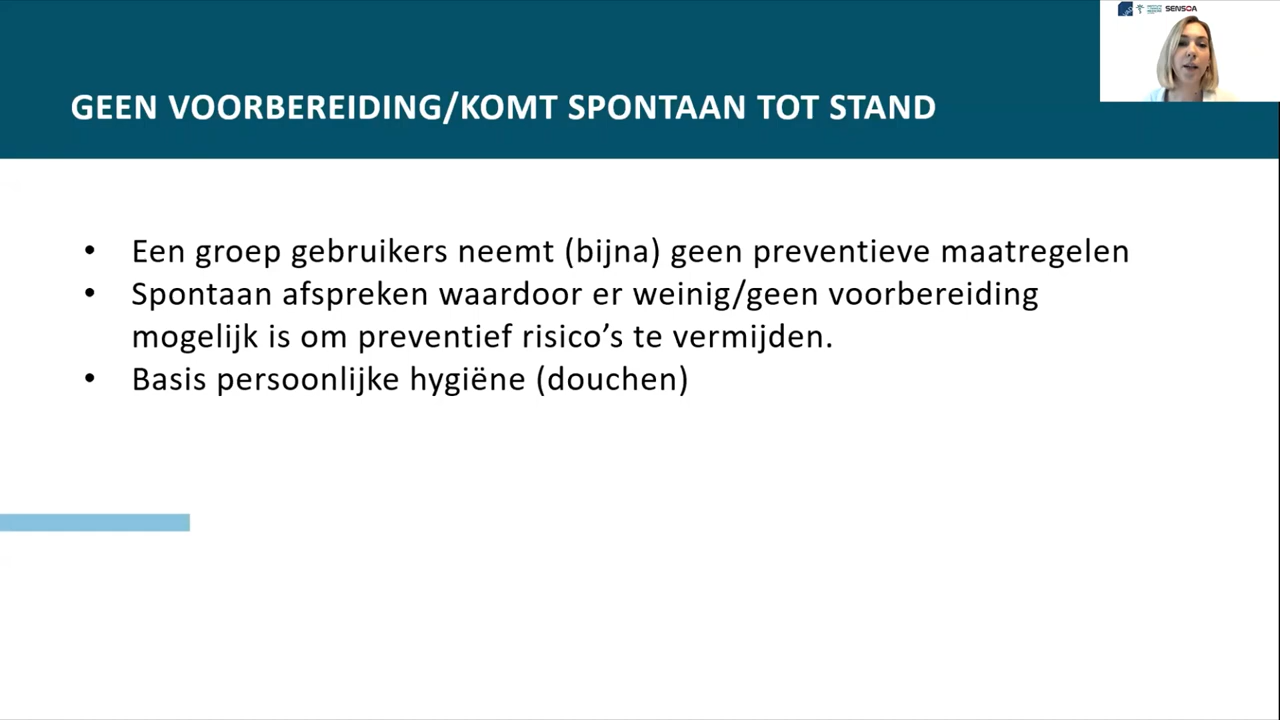 SENSOA
GEEN VOORBEREIDING/KOMT SPONTAAN TOT STAND
• Een groep gebruikers neemt (bijna) geen preventieve maatregelen
• Spontaan afspreken waardoor er weinig/geen voorbereiding
mogelijk is om preventief risico’s te vermijden.
• Basis persoonlijke hygiëne (douchen)